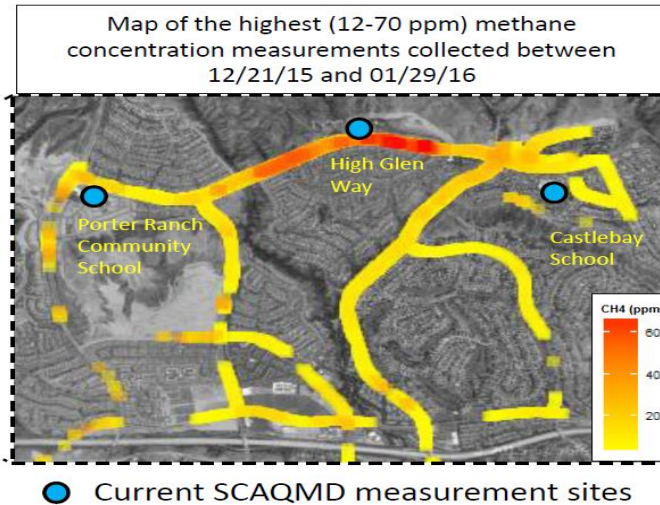 Map of the highest (12-70 ppm) methane
concentration measurements collected between
12/21/15 and 01/29/16
High Glen
Way
Porter Ranch
Community
School
Castlebay
School
CH4 (ppm
60
40
20
Current SCAQMD measurement sites